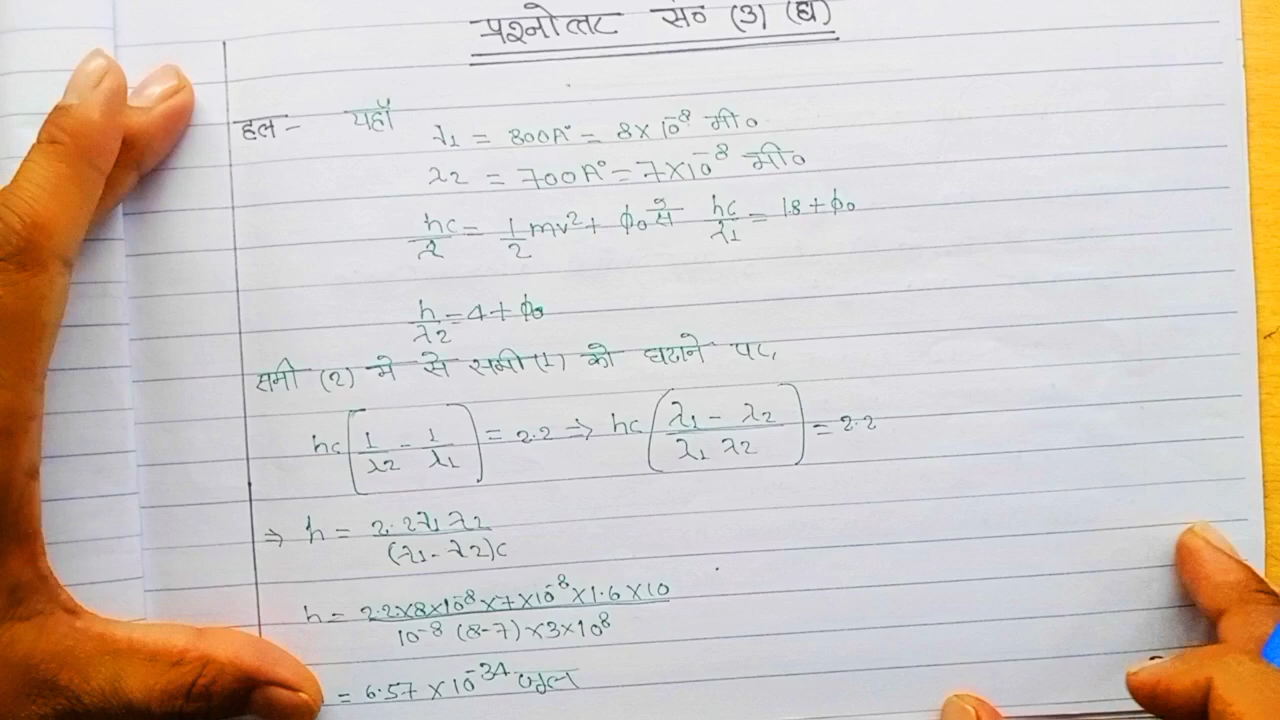 प्रश्नोत्तर सं० (3) (घ)
हल - यहाँ λ1 = 800A° = 8×10⁻⁸ मी०
λ2 = 700A° = 7×10⁻⁸ मी०
hc/λ = 1/2 mv² + ϕ0 से hc/λ1 = 1.8 + ϕ0
h/λ2 = 4 + ϕ0
समी (2) मे से समी (1) को घटाने पर,
hc[1/λ2 - 1/λ1] = 2.2 ⇒ hc(λ1 - λ2/λ1 λ2) = 2.2
⇒ h = 2.2λ1 λ2/(λ1 - λ2)c
h = 2.2×8×10⁻⁸×7×10⁻⁸×1.6×10/10⁻⁸ (8-7)×3×10⁸
= 6.57 × 10⁻³⁴ जूल